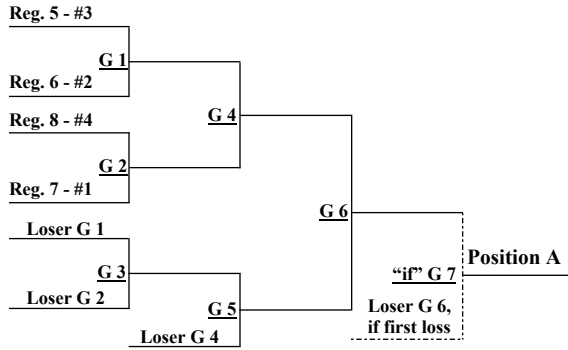 Reg. 5 - #3
G 1
Reg. 6 - #2
G 4
Reg. 8 - #4
G 2
Reg. 7 - #1
G 6
Loser G 1
Position A
G 3
“if” G 7
Loser G 2
G 5
Loser G 6,
if first loss
Loser G 4